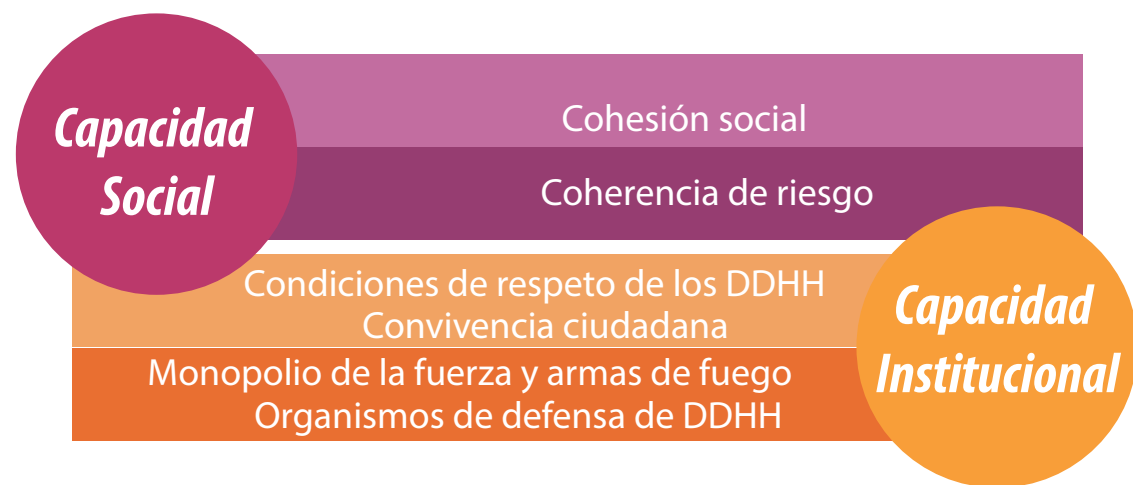 Capacidad
Social
Cohesión social
Coherencia de riesgo
Condiciones de respeto de los DDHH
Convivencia ciudadana
Monopolio de la fuerza y armas de fuego
Organismos de defensa de DDHH
Capacidad
Institucional